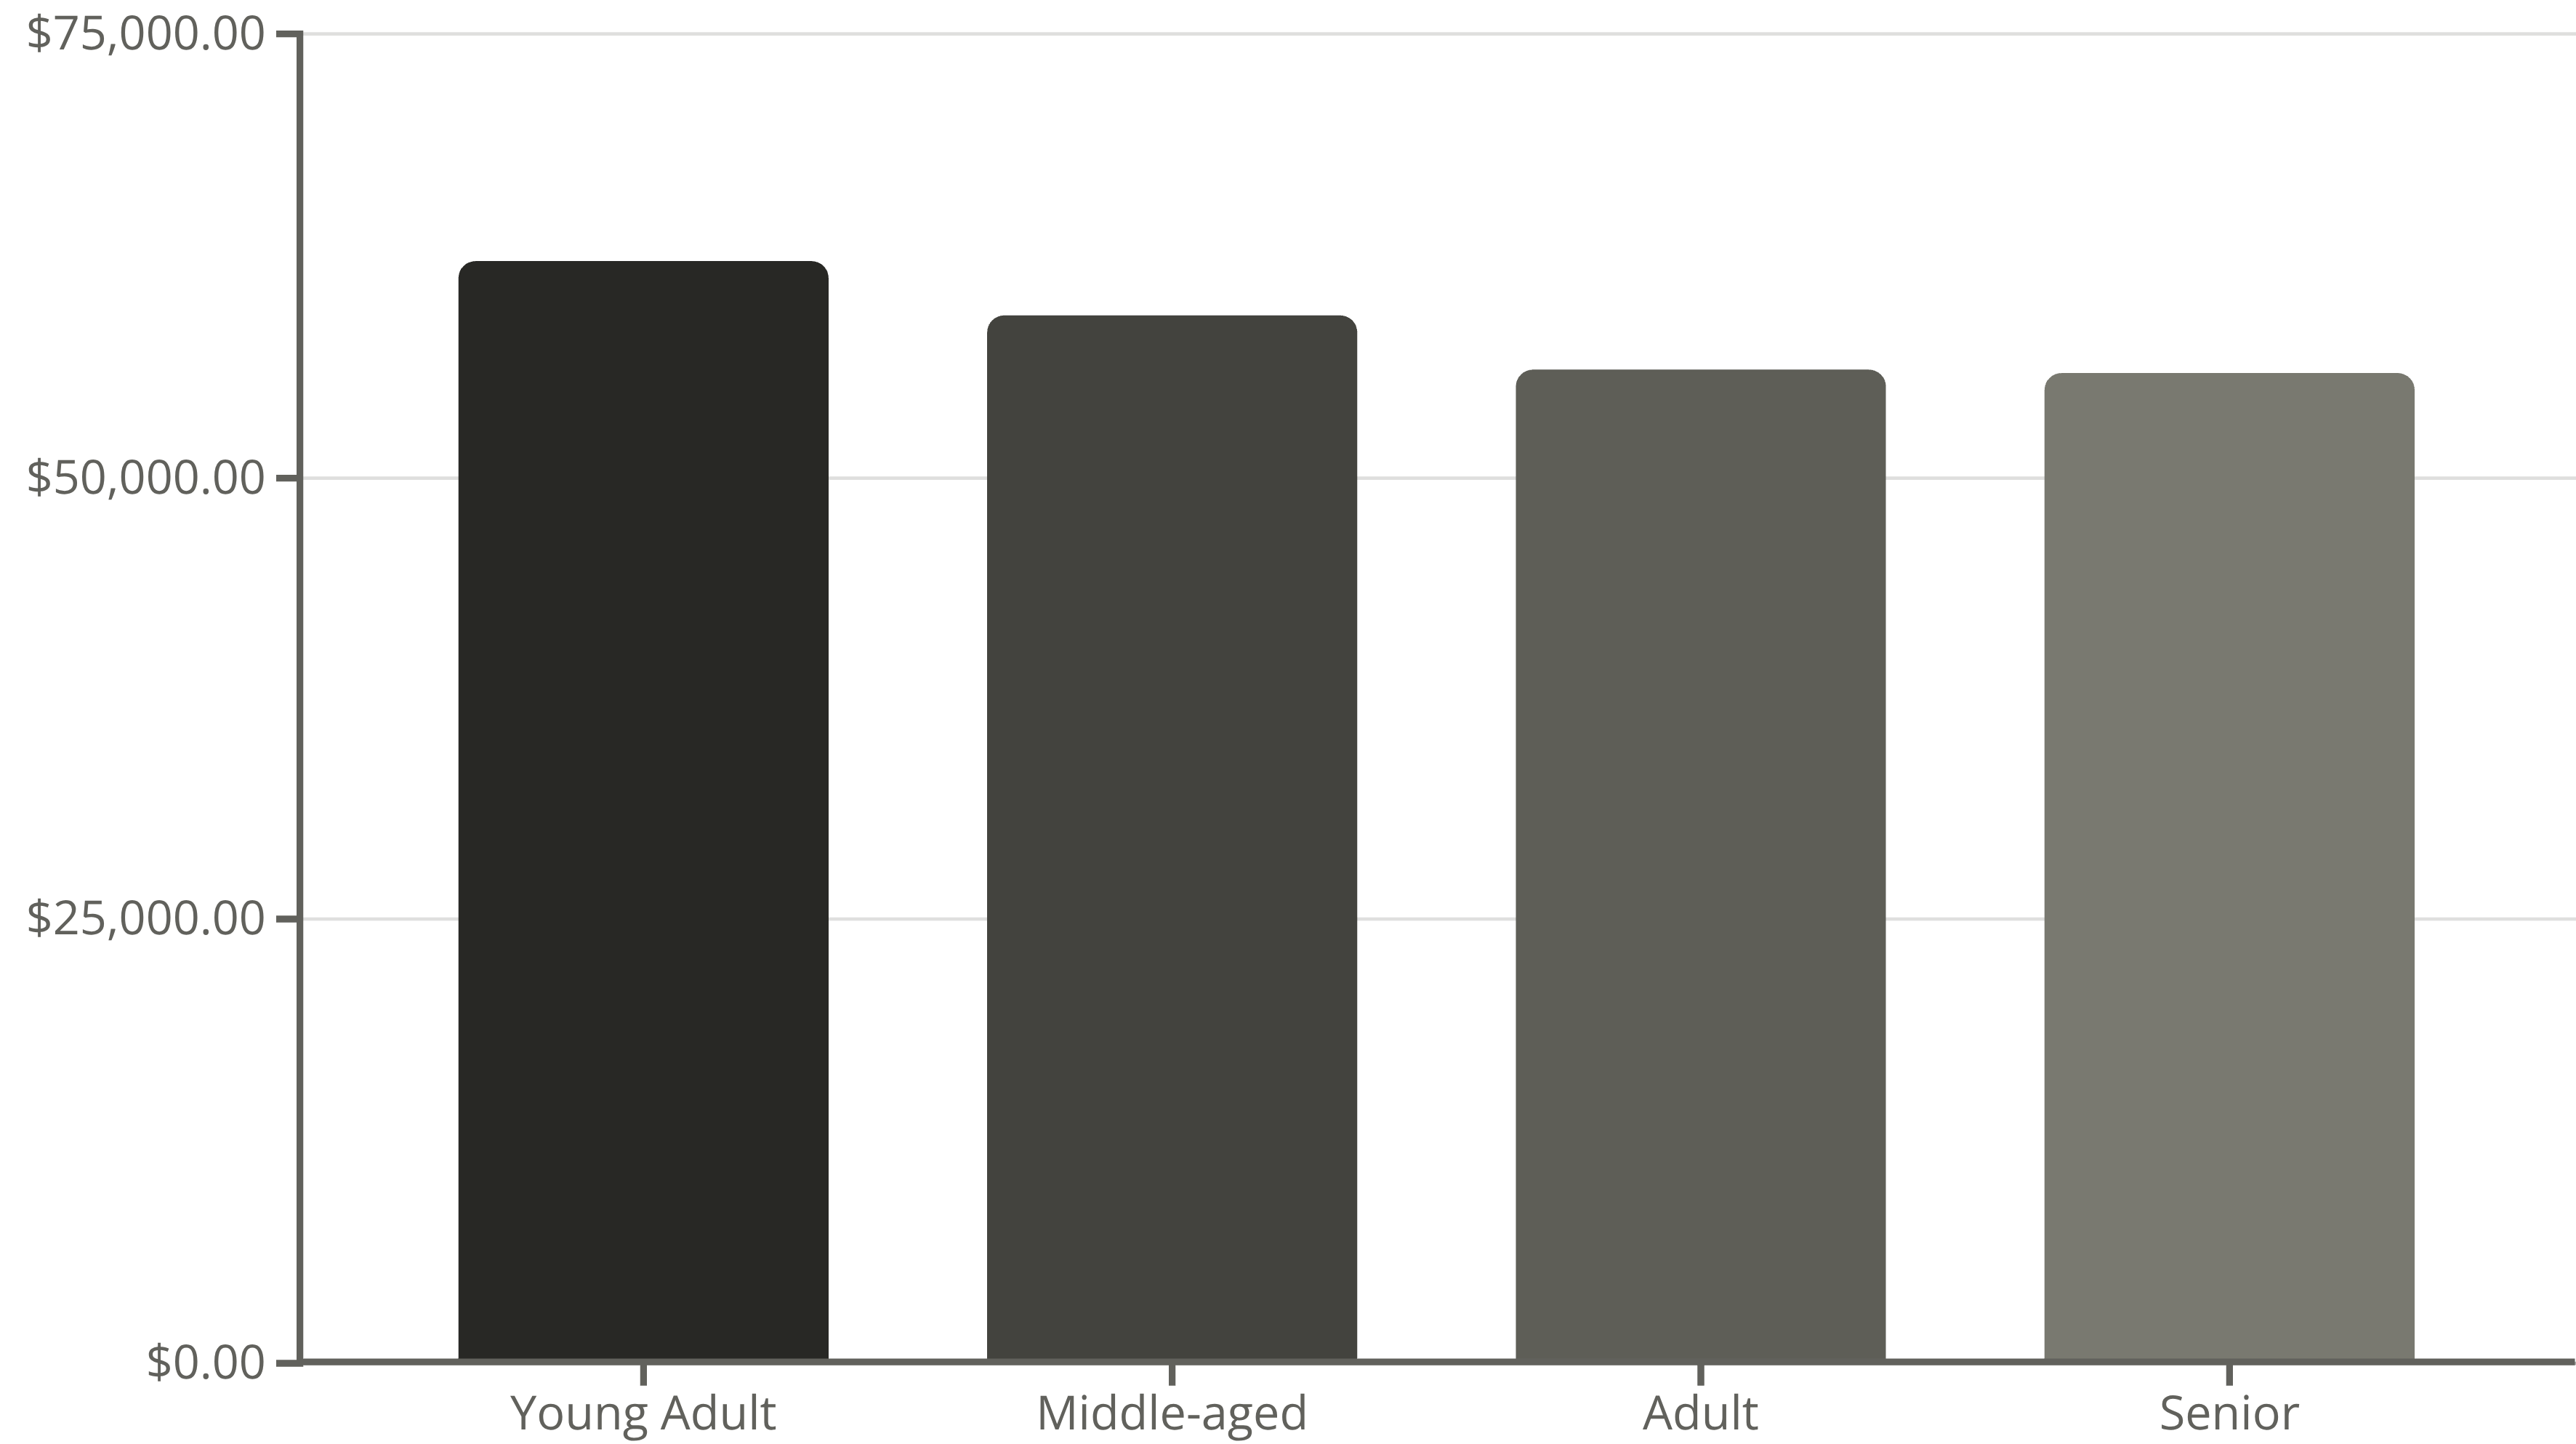 $75,000.00
$50,000.00
$25,000.00
$0.00
Young Adult
Middle-aged
Adult
Senior